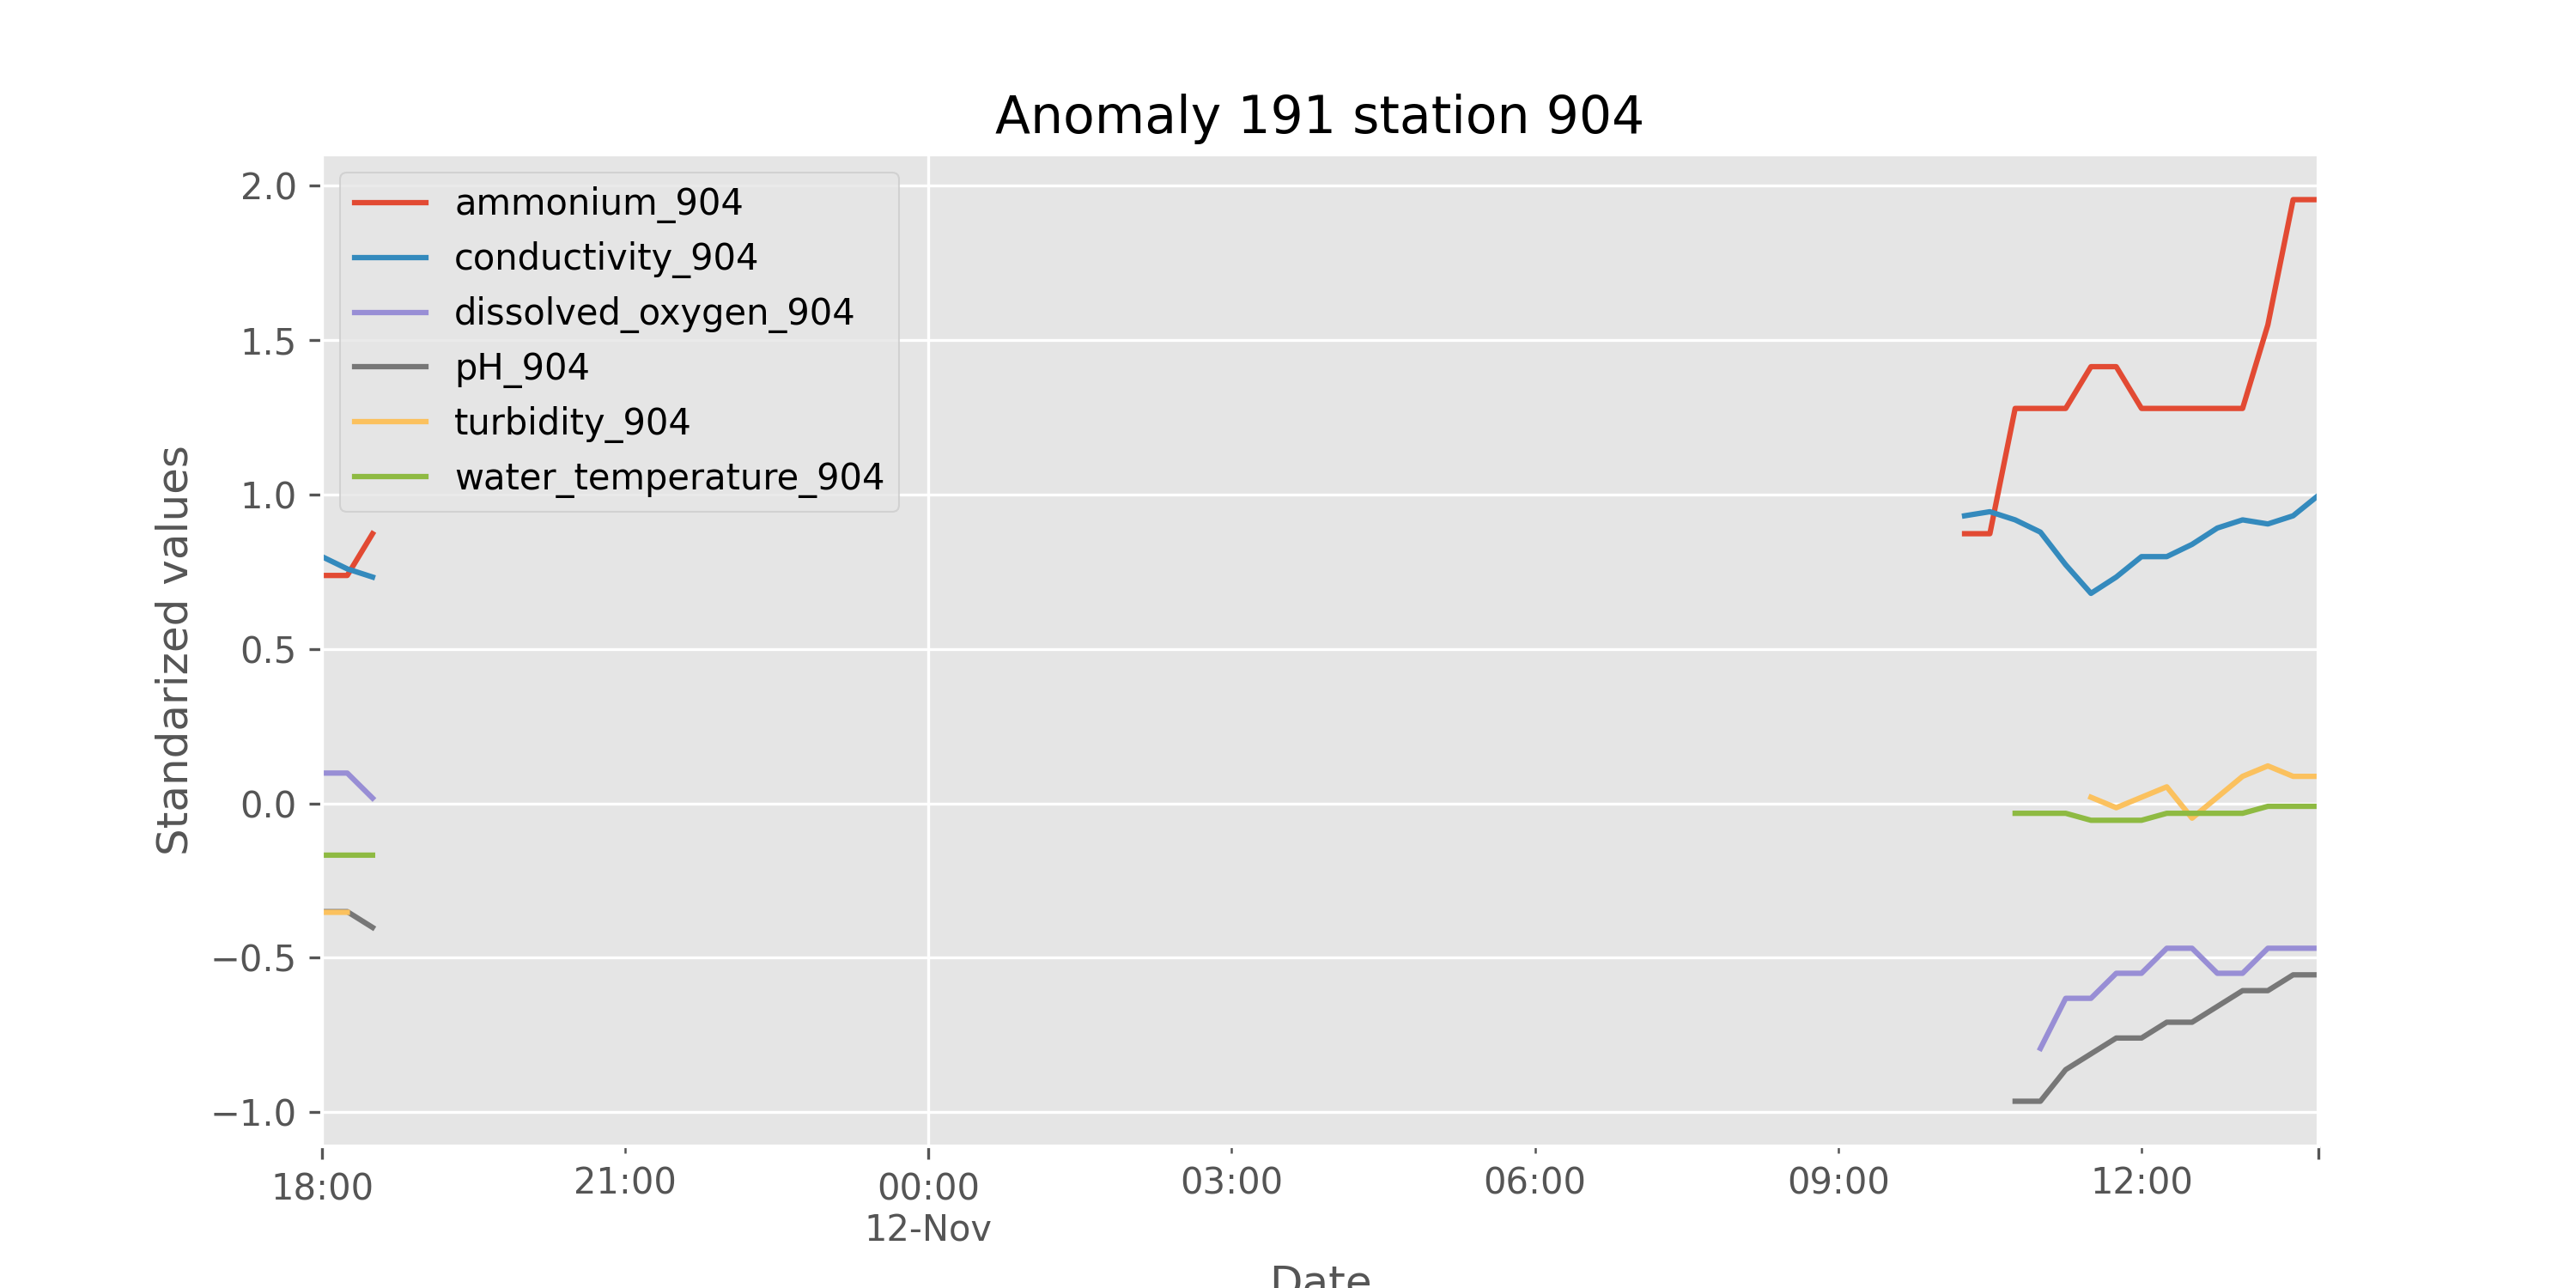 Anomaly 191 station 904
ammonium_904
conductivity_904
dissolved_oxygen_904
pH_904
turbidity_904
water_temperature_904
Standarized values
2.0
1.5
1.0
0.5
0.0
−0.5
−1.0
18:00 21:00 00:00 03:00 06:00 09:00 12:00
12-Nov
Date